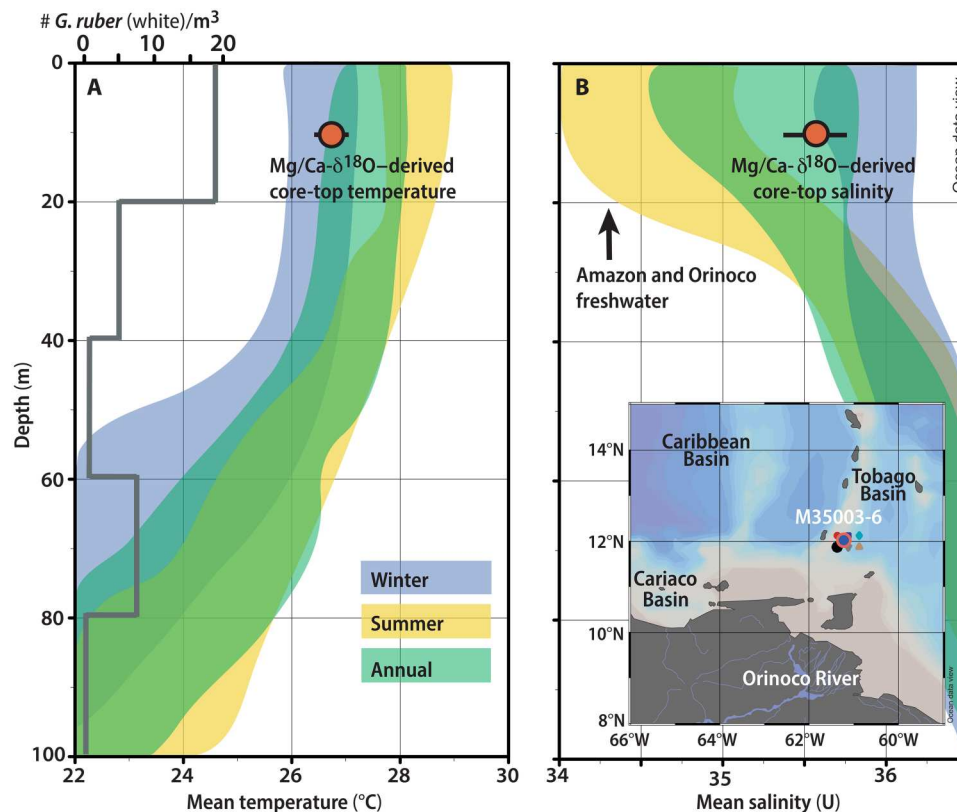 # G. ruber (white)/m³
0 10 20
A
0
20
40
60
80
100
Depth (m)
Mg/Ca-δ¹⁸O–derived
core-top temperature
Winter
Summer
Annual
22 24 26 28 30
Mean temperature (°C)
B
Mg/Ca-δ¹⁸O–derived
core-top salinity
Ocean data view
Amazon and Orinoco
freshwater
14°N
12°N
10°N
8°N
Caribbean
Basin
Tobago
Basin
M35003-6
Cariaco
Basin
Orinoco River
Ocean data view
66°W 64°W 62°W 60°W
34 35 36
Mean salinity (U)